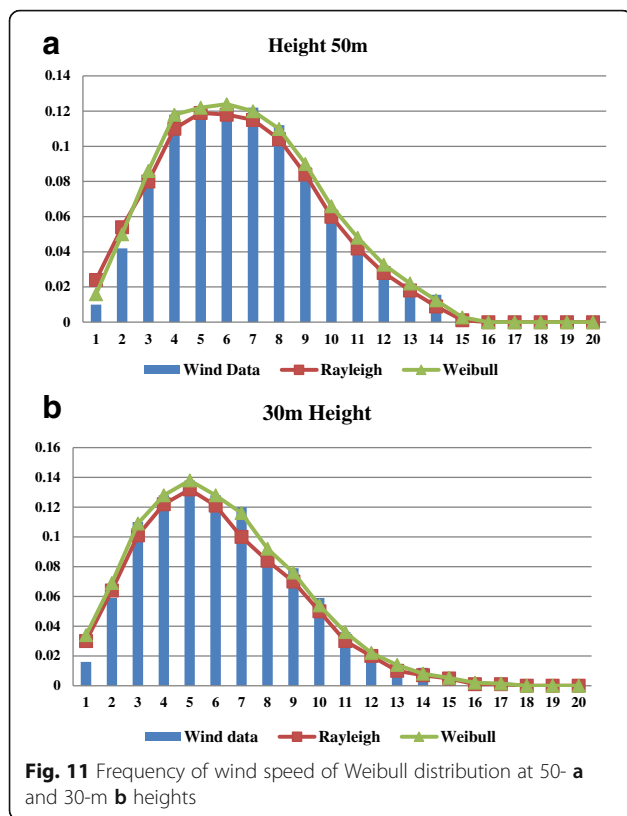 a
Height 50m
0.14
0.12
0.1
0.08
0.06
0.04
0.02
0
1 2 3 4 5 6 7 8 9 10 11 12 13 14 15 16 17 18 19 20
Wind Data Rayleigh Weibull
b
30m Height
0.16
0.14
0.12
0.1
0.08
0.06
0.04
0.02
0
1 2 3 4 5 6 7 8 9 10 11 12 13 14 15 16 17 18 19 20
Wind data Rayleigh Weibull
Fig. 11 Frequency of wind speed of Weibull distribution at 50- a
and 30-m b heights